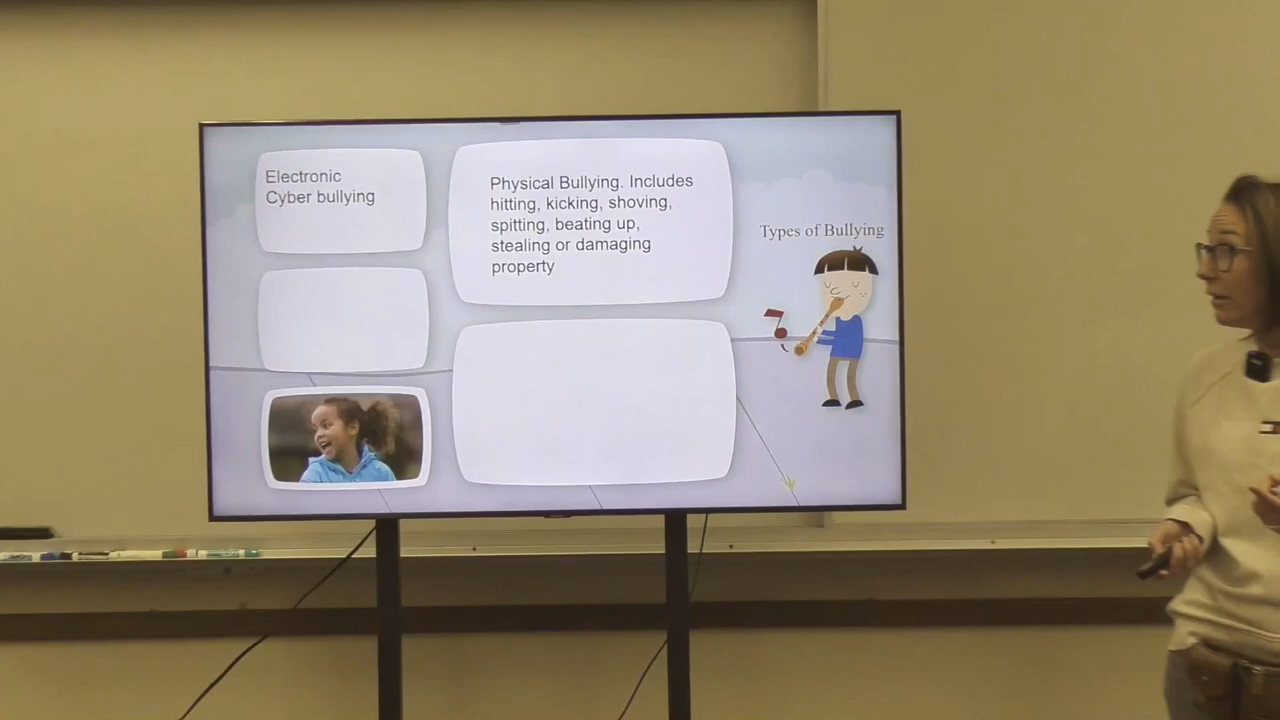 Electronic
Cyber bullying
Physical Bullying. Includes
hitting, kicking, shoving,
spitting, beating up,
stealing or damaging
property
Types of Bullying